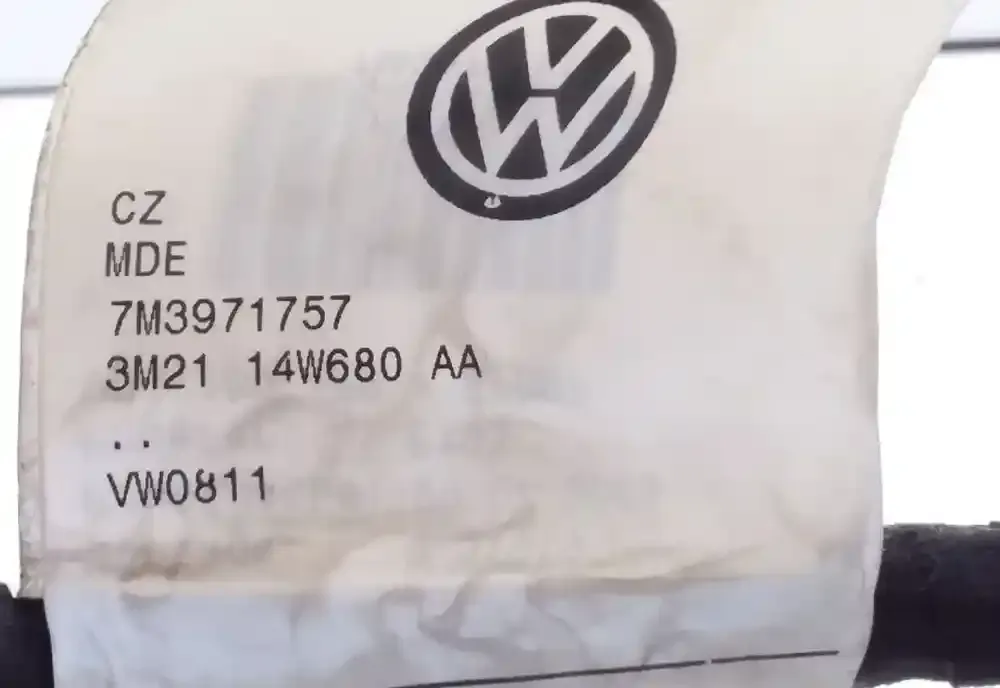 CZ
MDE
7M3971757
3M21 14W680 AA
. .
VW0811